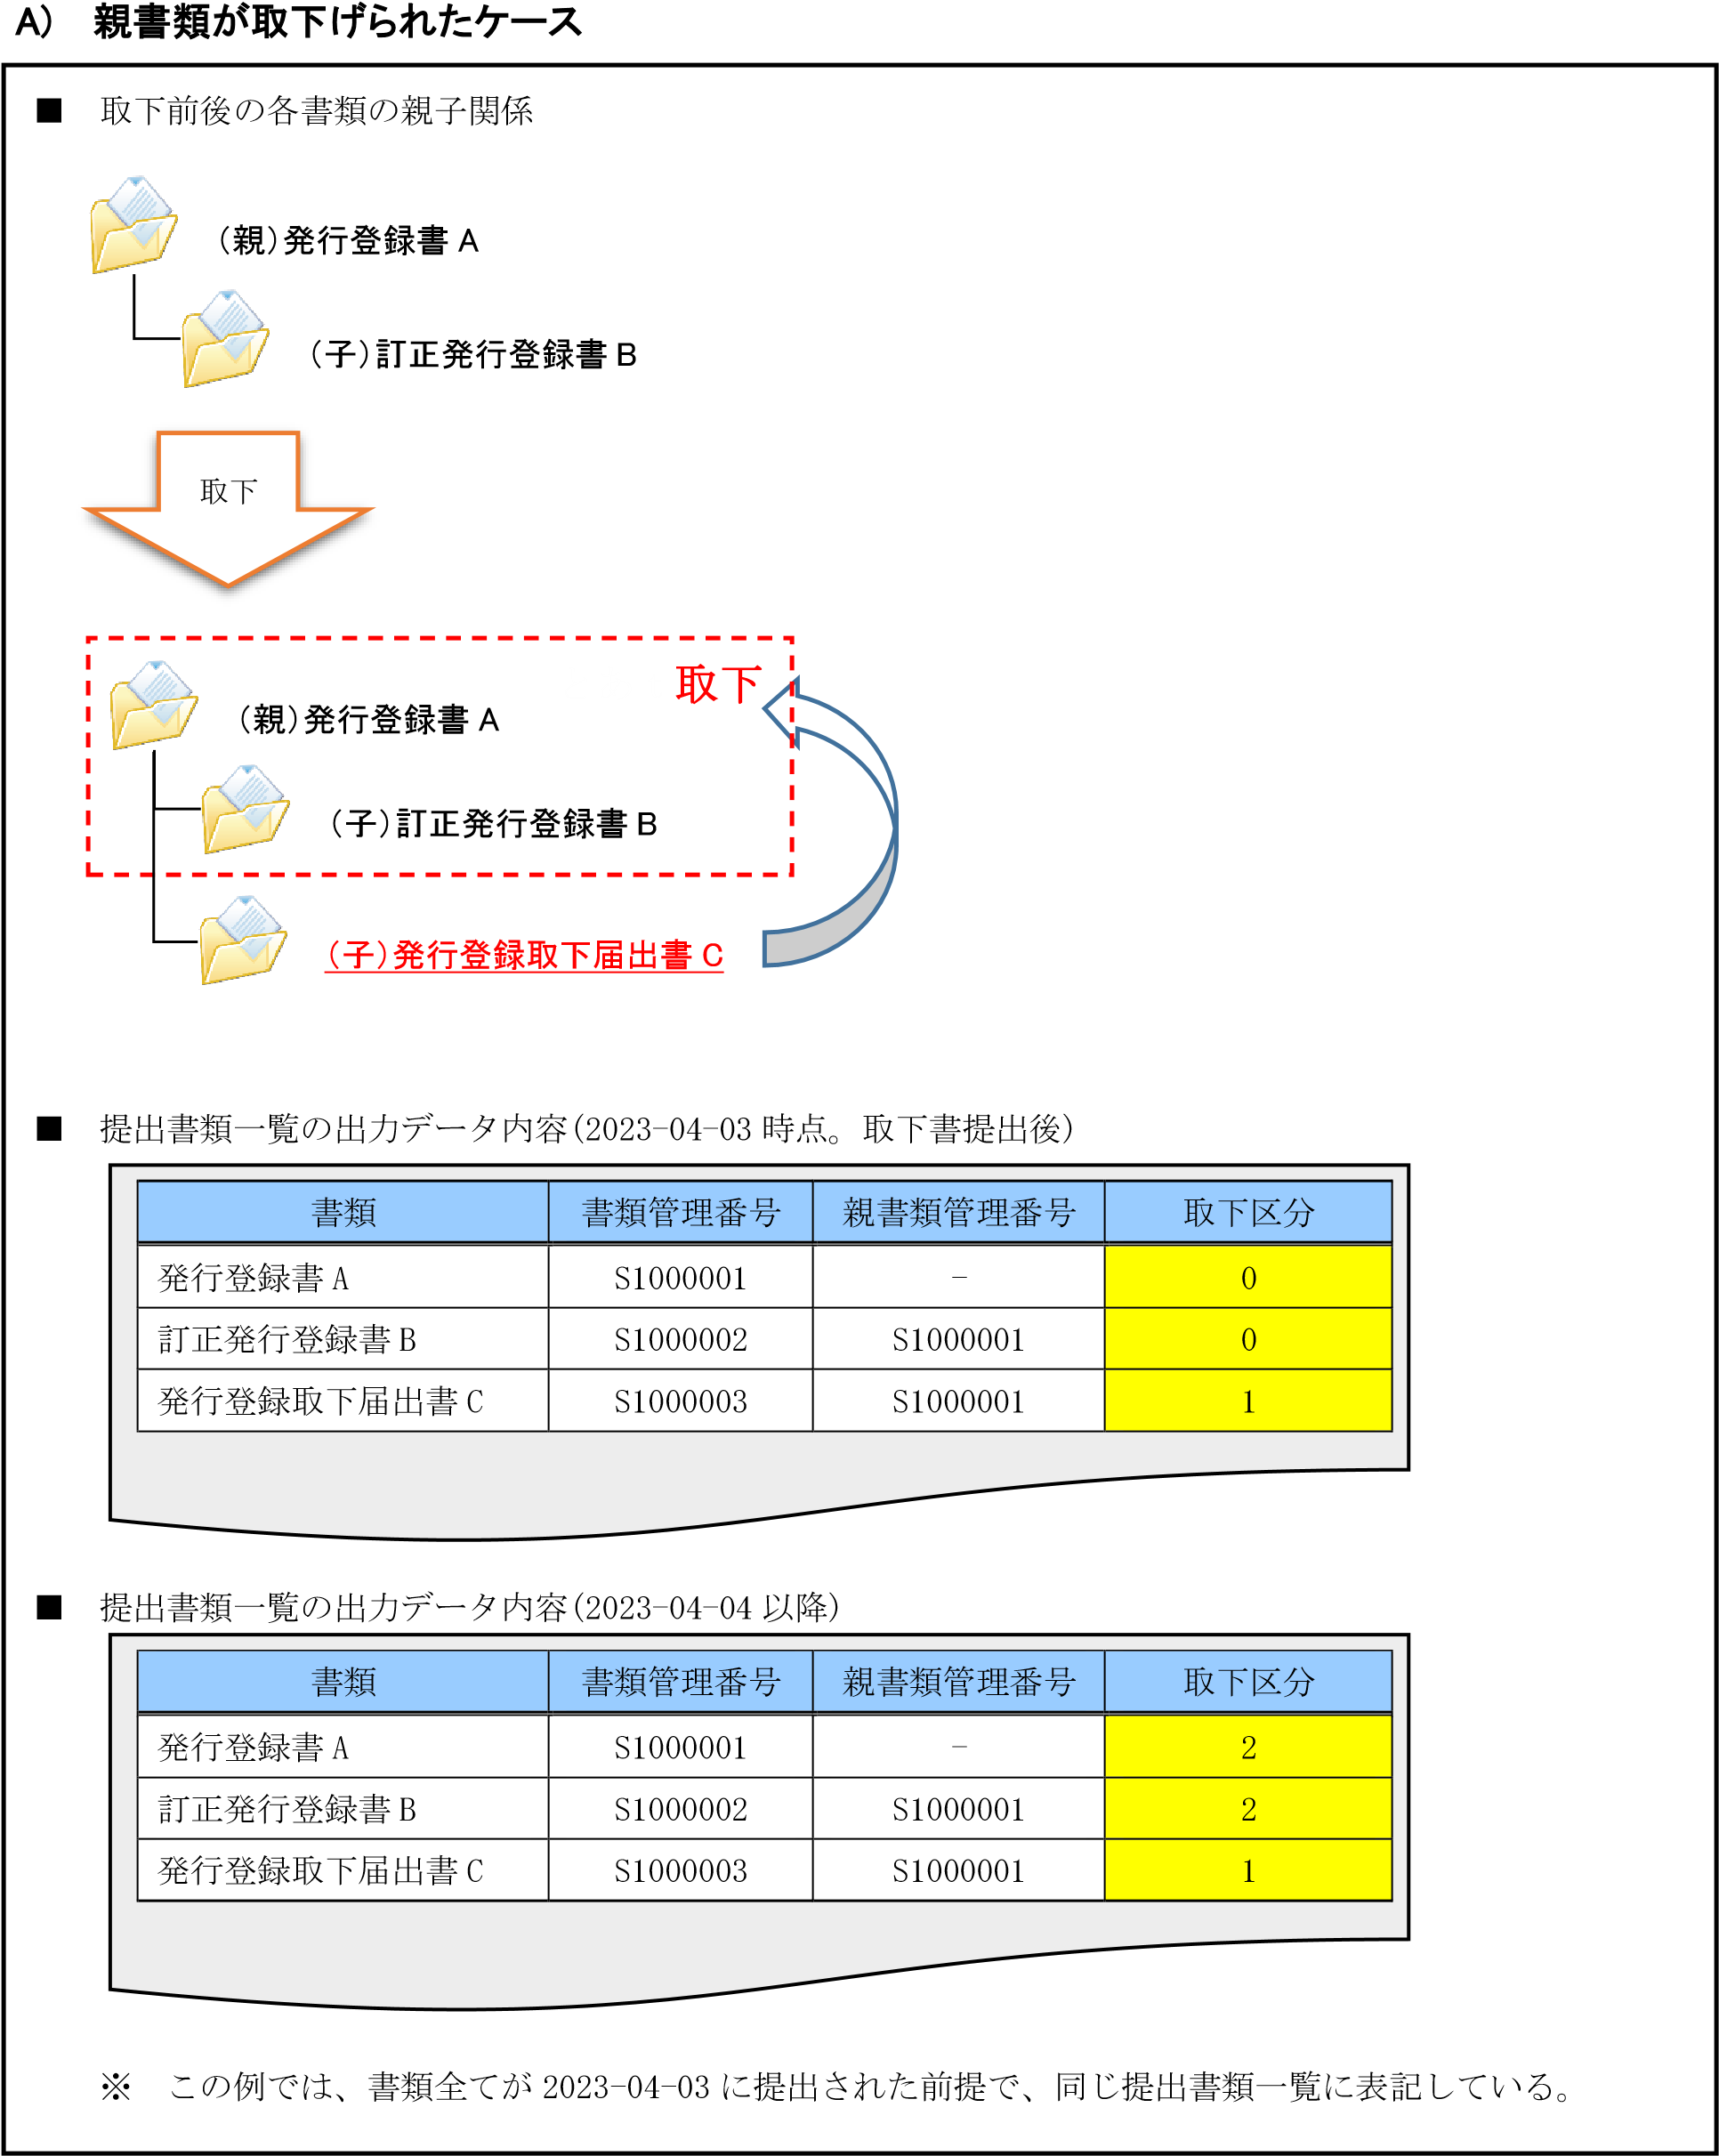 A)　親書類が取下げられたケース
■　取下前後の各書類の親子関係
（親）発行登録書 A
（子）訂正発行登録書 B
取下
取下
（親）発行登録書 A
（子）訂正発行登録書 B
（子）発行登録取下届出書 C
■　提出書類一覧の出力データ内容（2023-04-03 時点。取下書提出後）
書類　書類管理番号　親書類管理番号　取下区分
発行登録書 A　S1000001　-　0
訂正発行登録書 B　S1000002　S1000001　0
発行登録取下届出書 C　S1000003　S1000001　1
■　提出書類一覧の出力データ内容（2023-04-04 以降）
書類　書類管理番号　親書類管理番号　取下区分
発行登録書 A　S1000001　-　2
訂正発行登録書 B　S1000002　S1000001　2
発行登録取下届出書 C　S1000003　S1000001　1
※　この例では、書類全てが 2023-04-03 に提出された前提で、同じ提出書類一覧に表記している。